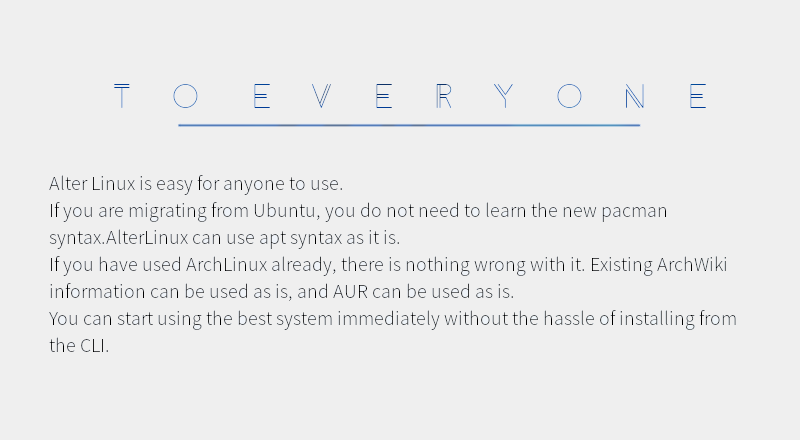 TO EVERYONE
Alter Linux is easy for anyone to use.
If you are migrating from Ubuntu, you do not need to learn the new pacman
syntax.AlterLinux can use apt syntax as it is.
If you have used ArchLinux already, there is nothing wrong with it. Existing ArchWiki
information can be used as is, and AUR can be used as is.
You can start using the best system immediately without the hassle of installing from
the CLI.